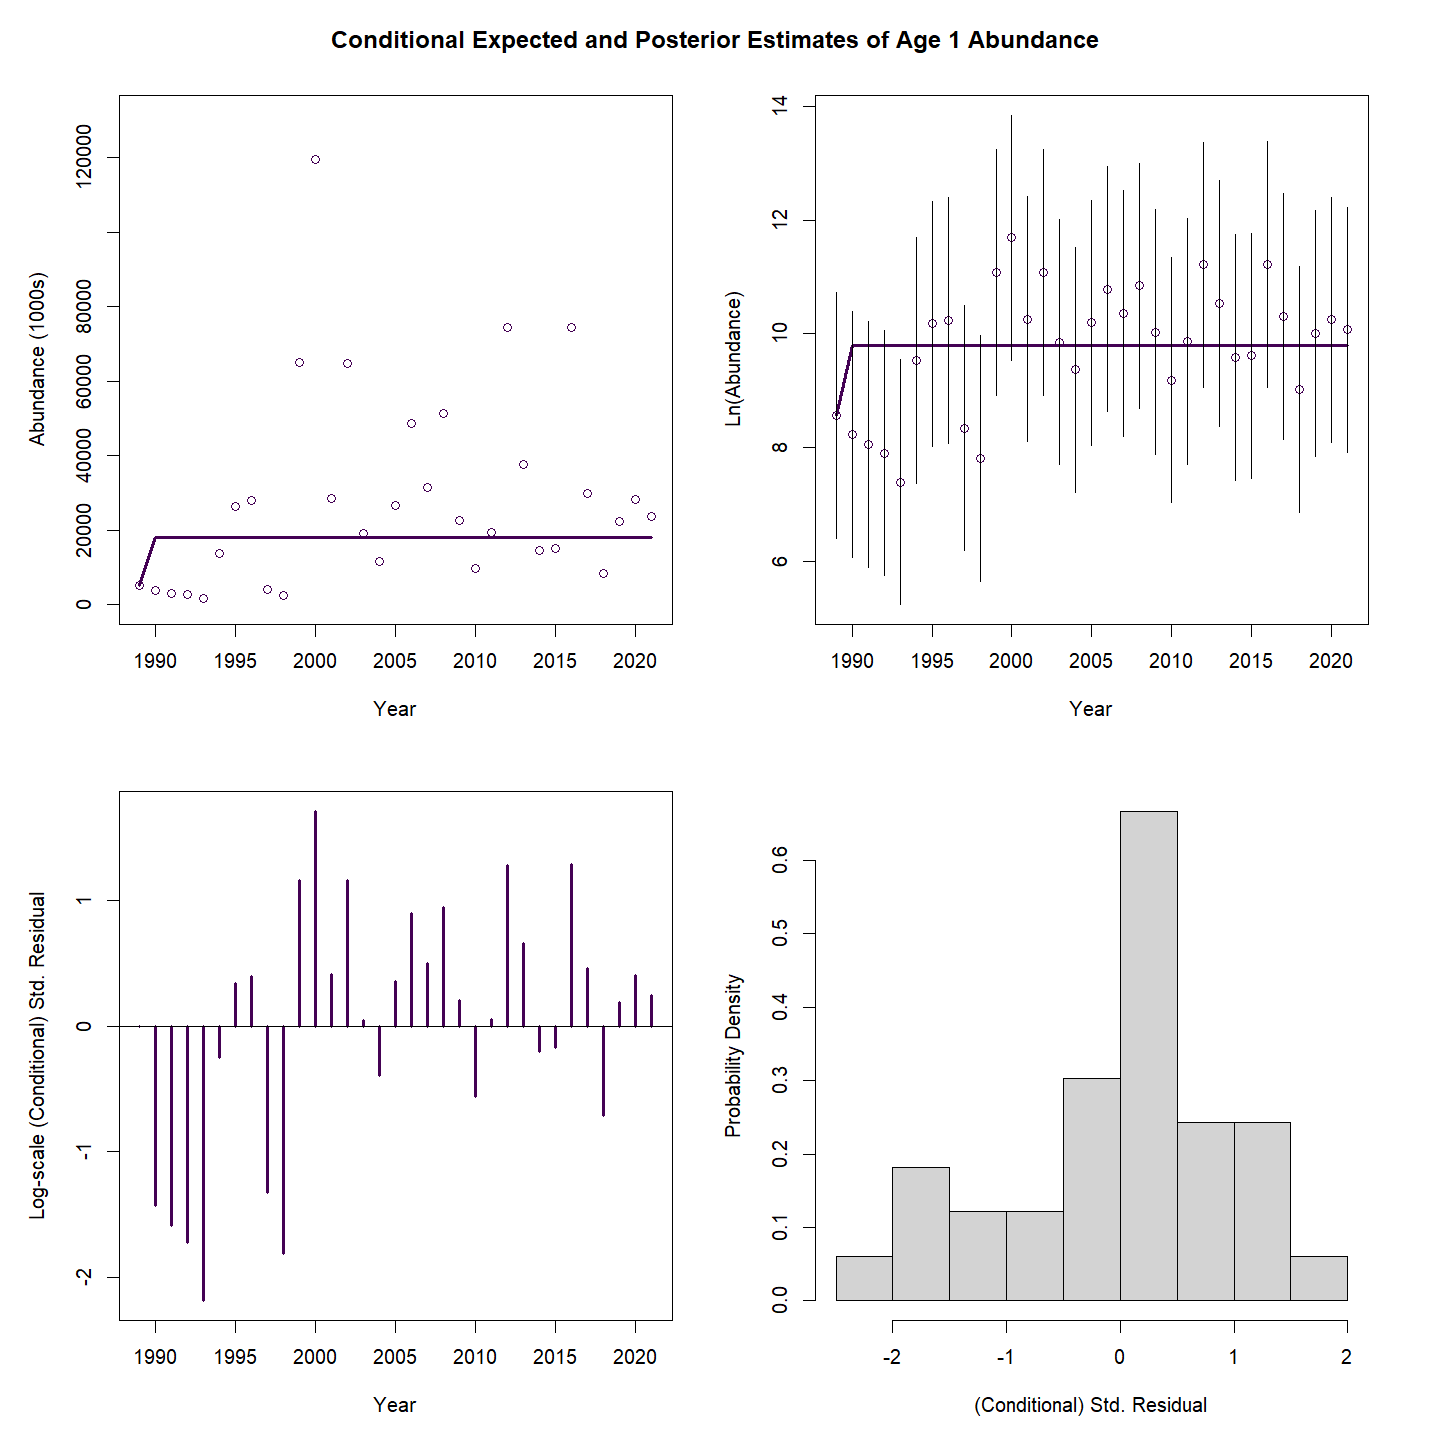 Conditional Expected and Posterior Estimates of Age 1 Abundance
Abundance (1000s)
0
20000
40000
60000
80000
120000
1990 1995 2000 2005 2010 2015 2020
Year
Ln(Abundance)
6
8
10
12
14
1990 1995 2000 2005 2010 2015 2020
Year
Log-scale (Conditional) Std. Residual
-2
-1
0
1
1990 1995 2000 2005 2010 2015 2020
Year
Probability Density
0.0
0.1
0.2
0.3
0.4
0.5
0.6
-2 -1 0 1 2
(Conditional) Std. Residual